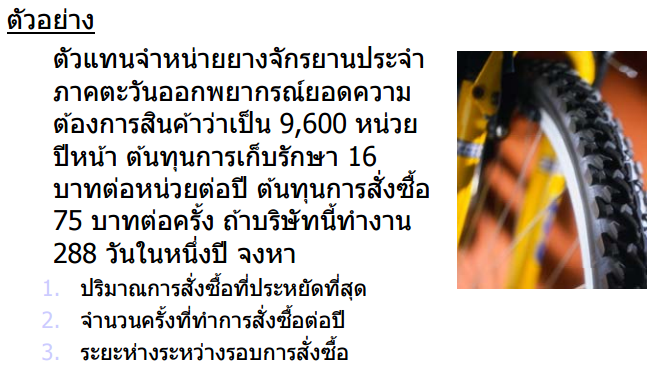 ตัวอย่าง
ตัวแทนจำหน่ายยางจักรยานประจำ
ภาคตะวันออกพยากรณ์ยอดความ
ต้องการสินค้าว่าเป็น 9,600 หน่วย
ปีหน้า ต้นทุนการเก็บรักษา 16
บาทต่อหน่วยต่อปี ต้นทุนการสั่งซื้อ
75 บาทต่อครั้ง ถ้าบริษัทนี้ทำงาน
288 วันในหนึ่งปี จงหา
1. ปริมาณการสั่งซื้อที่ประหยัดที่สุด
2. จำนวนครั้งที่ทำการสั่งซื้อต่อปี
3. ระยะห่างระหว่างรอบการสั่งซื้อ